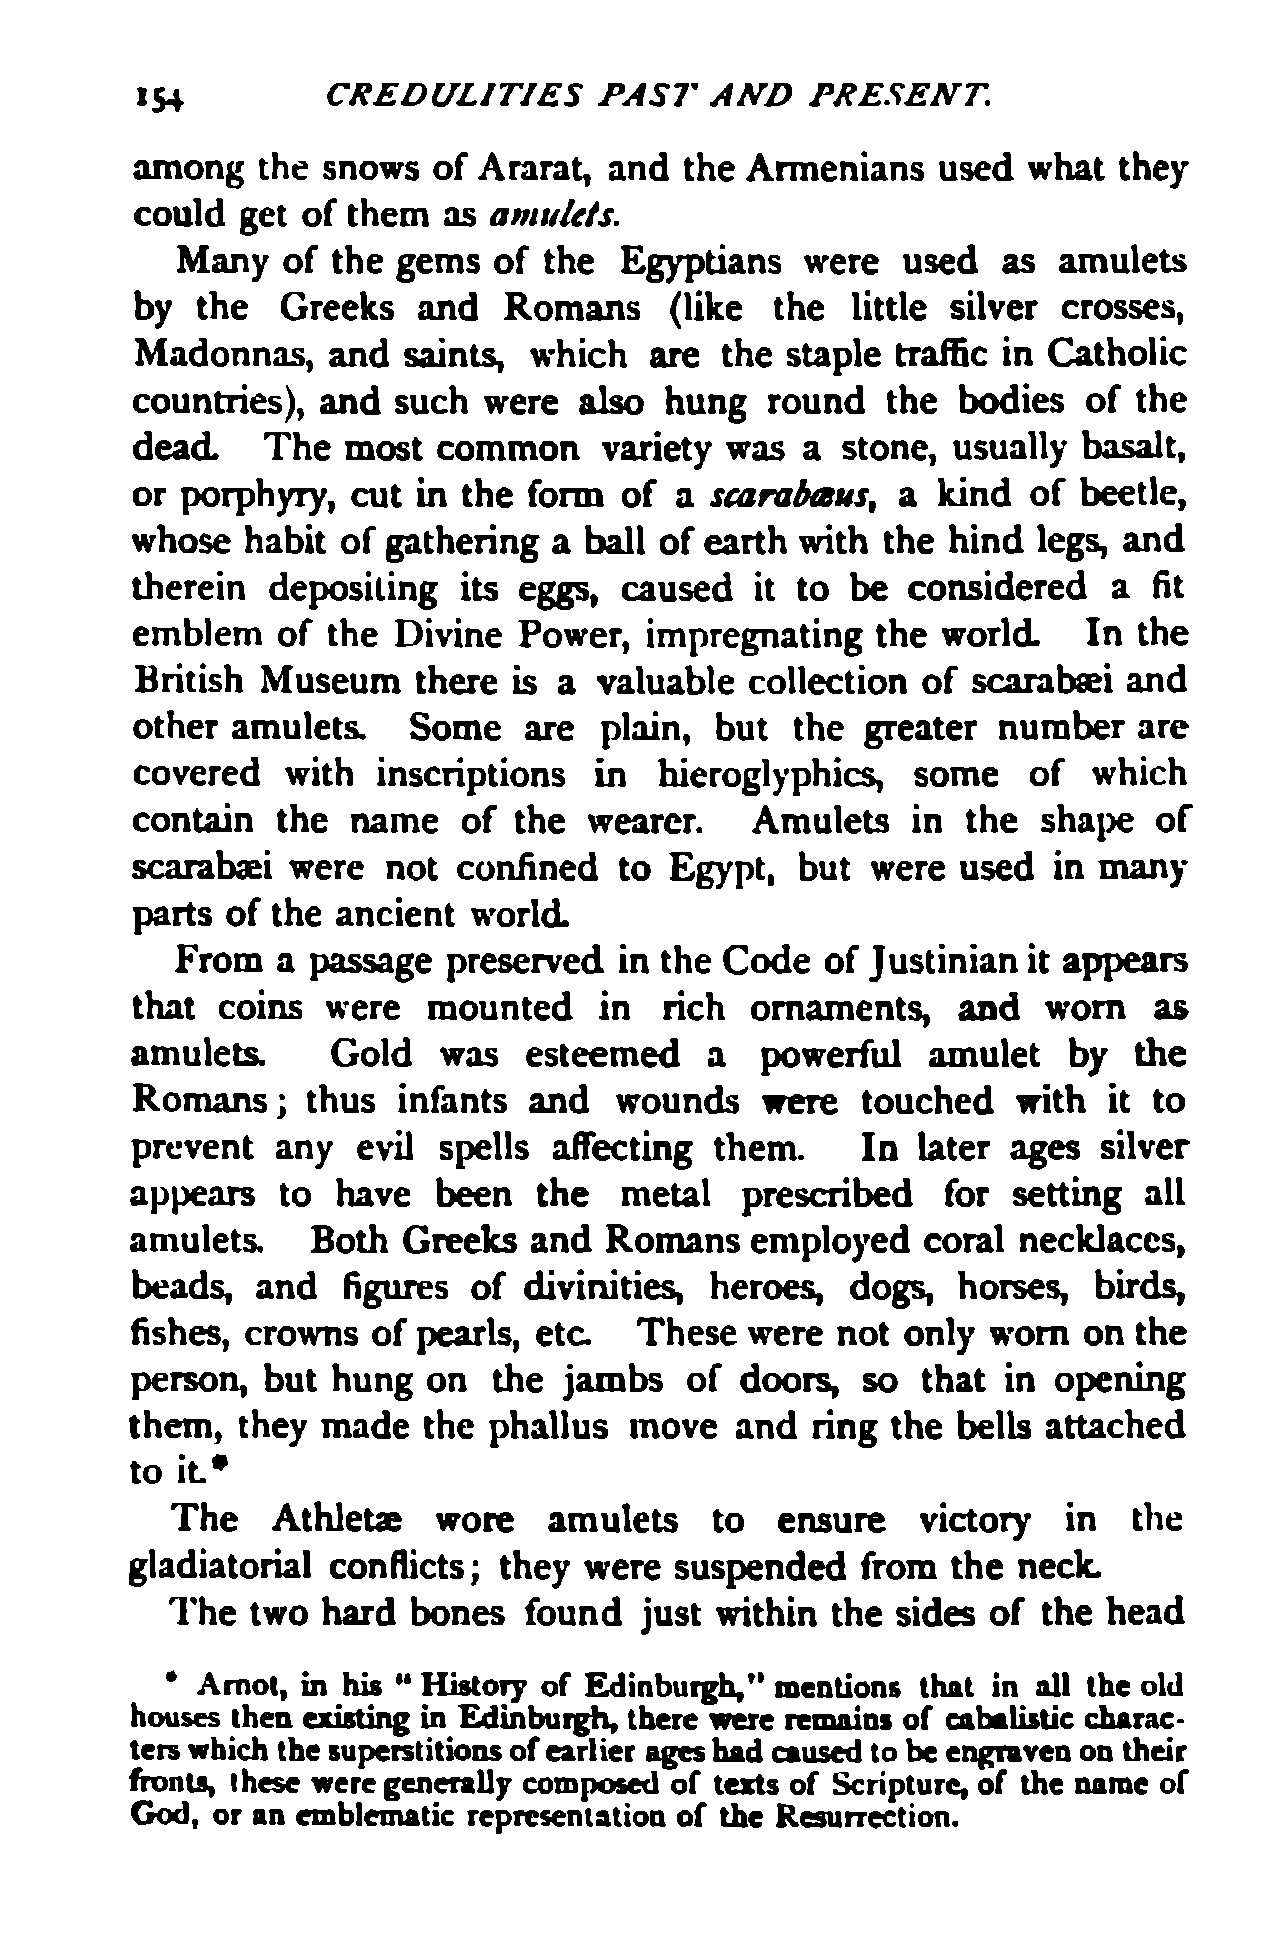 154 CREDULITIES PAST AND PRESENT.
among the snows of Ararat, and the Armenians used what they
could get of them as amulets.
Many of the gems of the Egyptians were used as amulets
by the Greeks and Romans (like the little silver crosses,
Madonnas, and saints, which are the staple traffic in Catholic
countries), and such were also hung round the bodies of the
dead. The most common variety was a stone, usually basalt,
or porphyry, cut in the form of a scarabæus, a kind of beetle,
whose habit of gathering a ball of earth with the hind legs, and
therein depositing its eggs, caused it to be considered a fit
emblem of the Divine Power, impregnating the world. In the
British Museum there is a valuable collection of scarabæi and
other amulets. Some are plain, but the greater number are
covered with inscriptions in hieroglyphics, some of which
contain the name of the wearer. Amulets in the shape of
scarabæi were not confined to Egypt, but were used in many
parts of the ancient world.
From a passage preserved in the Code of Justinian it appears
that coins were mounted in rich ornaments, and worn as
amulets. Gold was esteemed a powerful amulet by the
Romans; thus infants and wounds were touched with it to
prevent any evil spells affecting them. In later ages silver
appears to have been the metal prescribed for setting all
amulets. Both Greeks and Romans employed coral necklaces,
beads, and figures of divinities, heroes, dogs, horses, birds,
fishes, crowns of pearls, etc. These were not only worn on the
person, but hung on the jambs of doors, so that in opening
them, they made the phallus move and ring the bells attached
to it.*
The Athletæ wore amulets to ensure victory in the
gladiatorial conflicts; they were suspended from the neck.
The two hard bones found just within the sides of the head
* Arnot, in his "History of Edinburgh," mentions that in all the old
houses then existing in Edinburgh, there were remains of cabalistic charac-
ters which the superstitions of earlier ages had caused to be engraven on their
fronts, these were generally composed of texts of Scripture, of the name of
God, or an emblematic representation of the Resurrection.